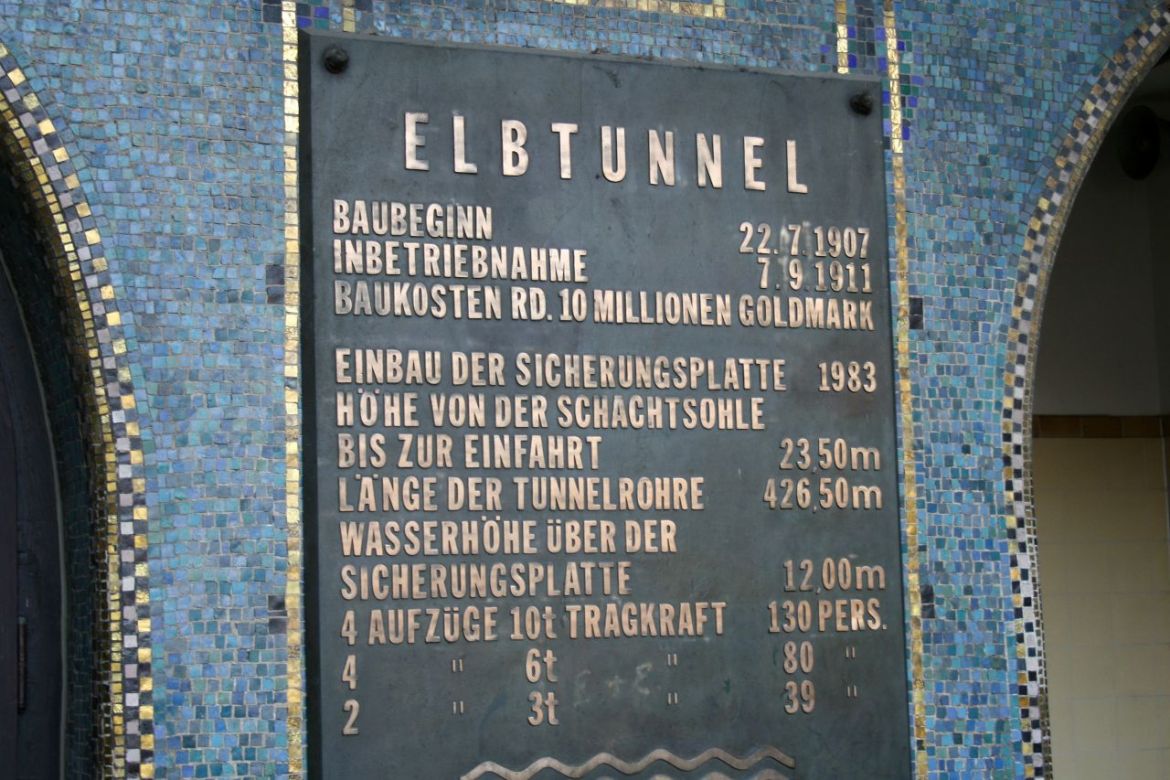 ELBTUNNEL
BAUBEGINN 22.7.1907
INBETRIEBNAHME 7.9.1911
BAUKOSTEN RD. 10 MILLIONEN GOLDMARK
EINBAU DER SICHERUNGSPLATTE 1983
HÖHE VON DER SCHACHTSOHLE
BIS ZUR EINFAHRT 23,50m
LÄNGE DER TUNNELRÖHRE 426,50m
WASSERHÖHE ÜBER DER
SICHERUNGSPLATTE 12,00m
4 AUFZÜGE 10t TRAGKRAFT 130 PERS.
4 " 6t " 80 "
2 " 3t " 39 "